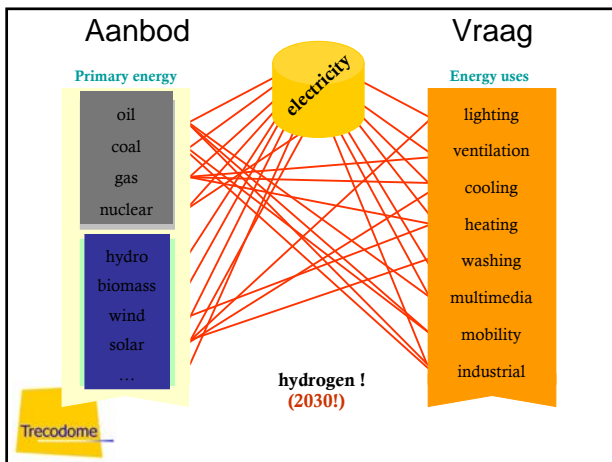 Aanbod
Vraag
Primary energy
electricity
Energy uses
oil
coal
gas
nuclear
hydro
biomass
wind
solar
...
lighting
ventilation
cooling
heating
washing
multimedia
mobility
industrial
hydrogen !
(2030!)
Trecodome